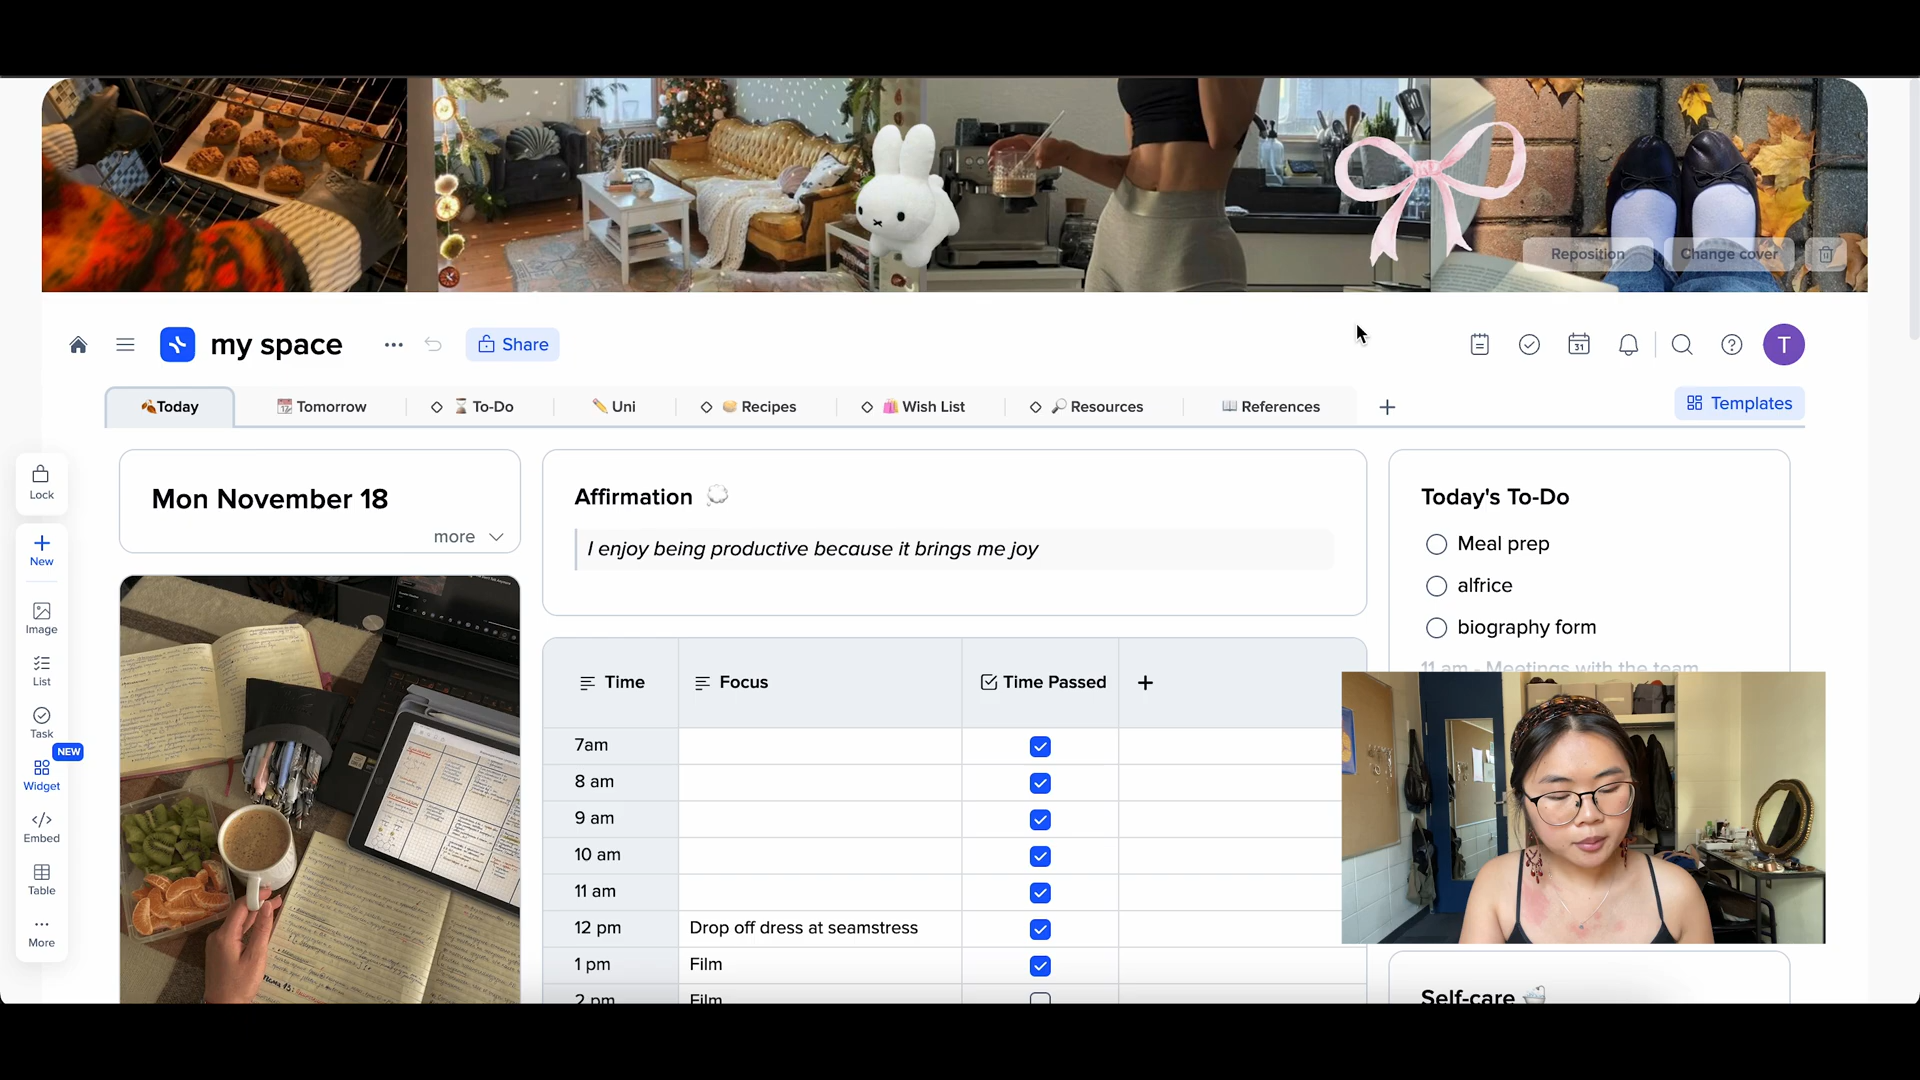 Reposition
Change cover
my space
Share
31
T
Today
Tomorrow
To-Do
Uni
Recipes
Wish List
Resources
References
Templates
Lock
New
Image
List
Task
NEW
Widget
Embed
Table
More
Mon November 18
more
Affirmation
I enjoy being productive because it brings me joy
Time
Focus
Time Passed
7am
8 am
9 am
10 am
11 am
12 pm Drop off dress at seamstress
1 pm Film
2 pm Film
Today's To-Do
Meal prep
alfrice
biography form
11 am - Meetings with the team
Self-care